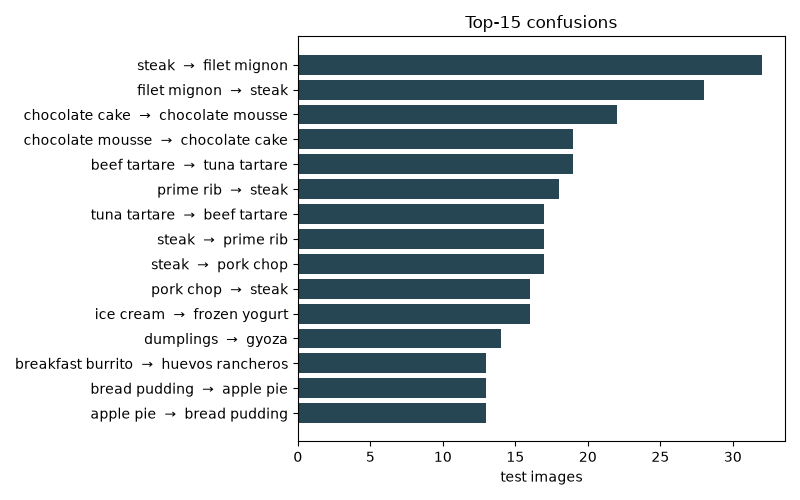 Top-15 confusions
steak → filet mignon
filet mignon → steak
chocolate cake → chocolate mousse
chocolate mousse → chocolate cake
beef tartare → tuna tartare
prime rib → steak
tuna tartare → beef tartare
steak → prime rib
steak → pork chop
pork chop → steak
ice cream → frozen yogurt
dumplings → gyoza
breakfast burrito → huevos rancheros
bread pudding → apple pie
apple pie → bread pudding
0 5 10 15 20 25 30
test images